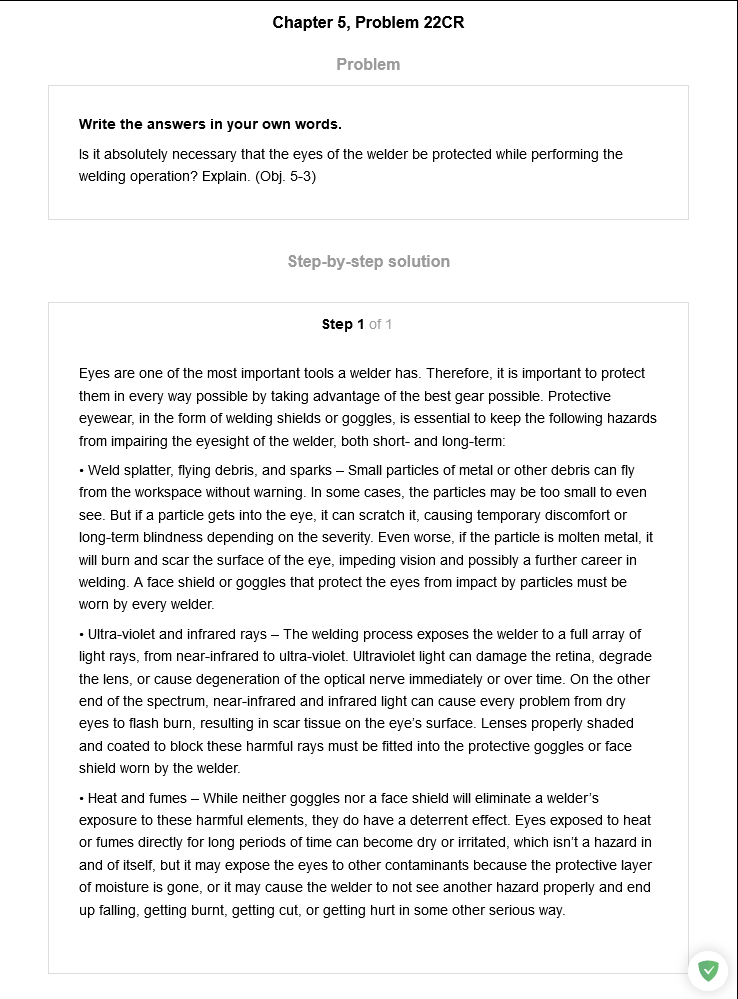 Chapter 5, Problem 22CR
Problem
Write the answers in your own words.
Is it absolutely necessary that the eyes of the welder be protected while performing the
welding operation? Explain. (Obj. 5-3)
Step-by-step solution
Step 1 of 1
Eyes are one of the most important tools a welder has. Therefore, it is important to protect
them in every way possible by taking advantage of the best gear possible. Protective
eyewear, in the form of welding shields or goggles, is essential to keep the following hazards
from impairing the eyesight of the welder, both short- and long-term:
• Weld splatter, flying debris, and sparks – Small particles of metal or other debris can fly
from the workspace without warning. In some cases, the particles may be too small to even
see. But if a particle gets into the eye, it can scratch it, causing temporary discomfort or
long-term blindness depending on the severity. Even worse, if the particle is molten metal, it
will burn and scar the surface of the eye, impeding vision and possibly a further career in
welding. A face shield or goggles that protect the eyes from impact by particles must be
worn by every welder.
• Ultra-violet and infrared rays – The welding process exposes the welder to a full array of
light rays, from near-infrared to ultra-violet. Ultraviolet light can damage the retina, degrade
the lens, or cause degeneration of the optical nerve immediately or over time. On the other
end of the spectrum, near-infrared and infrared light can cause every problem from dry
eyes to flash burn, resulting in scar tissue on the eye’s surface. Lenses properly shaded
and coated to block these harmful rays must be fitted into the protective goggles or face
shield worn by the welder.
• Heat and fumes – While neither goggles nor a face shield will eliminate a welder’s
exposure to these harmful elements, they do have a deterrent effect. Eyes exposed to heat
or fumes directly for long periods of time can become dry or irritated, which isn’t a hazard in
and of itself, but it may expose the eyes to other contaminants because the protective layer
of moisture is gone, or it may cause the welder to not see another hazard properly and end
up falling, getting burnt, getting cut, or getting hurt in some other serious way.